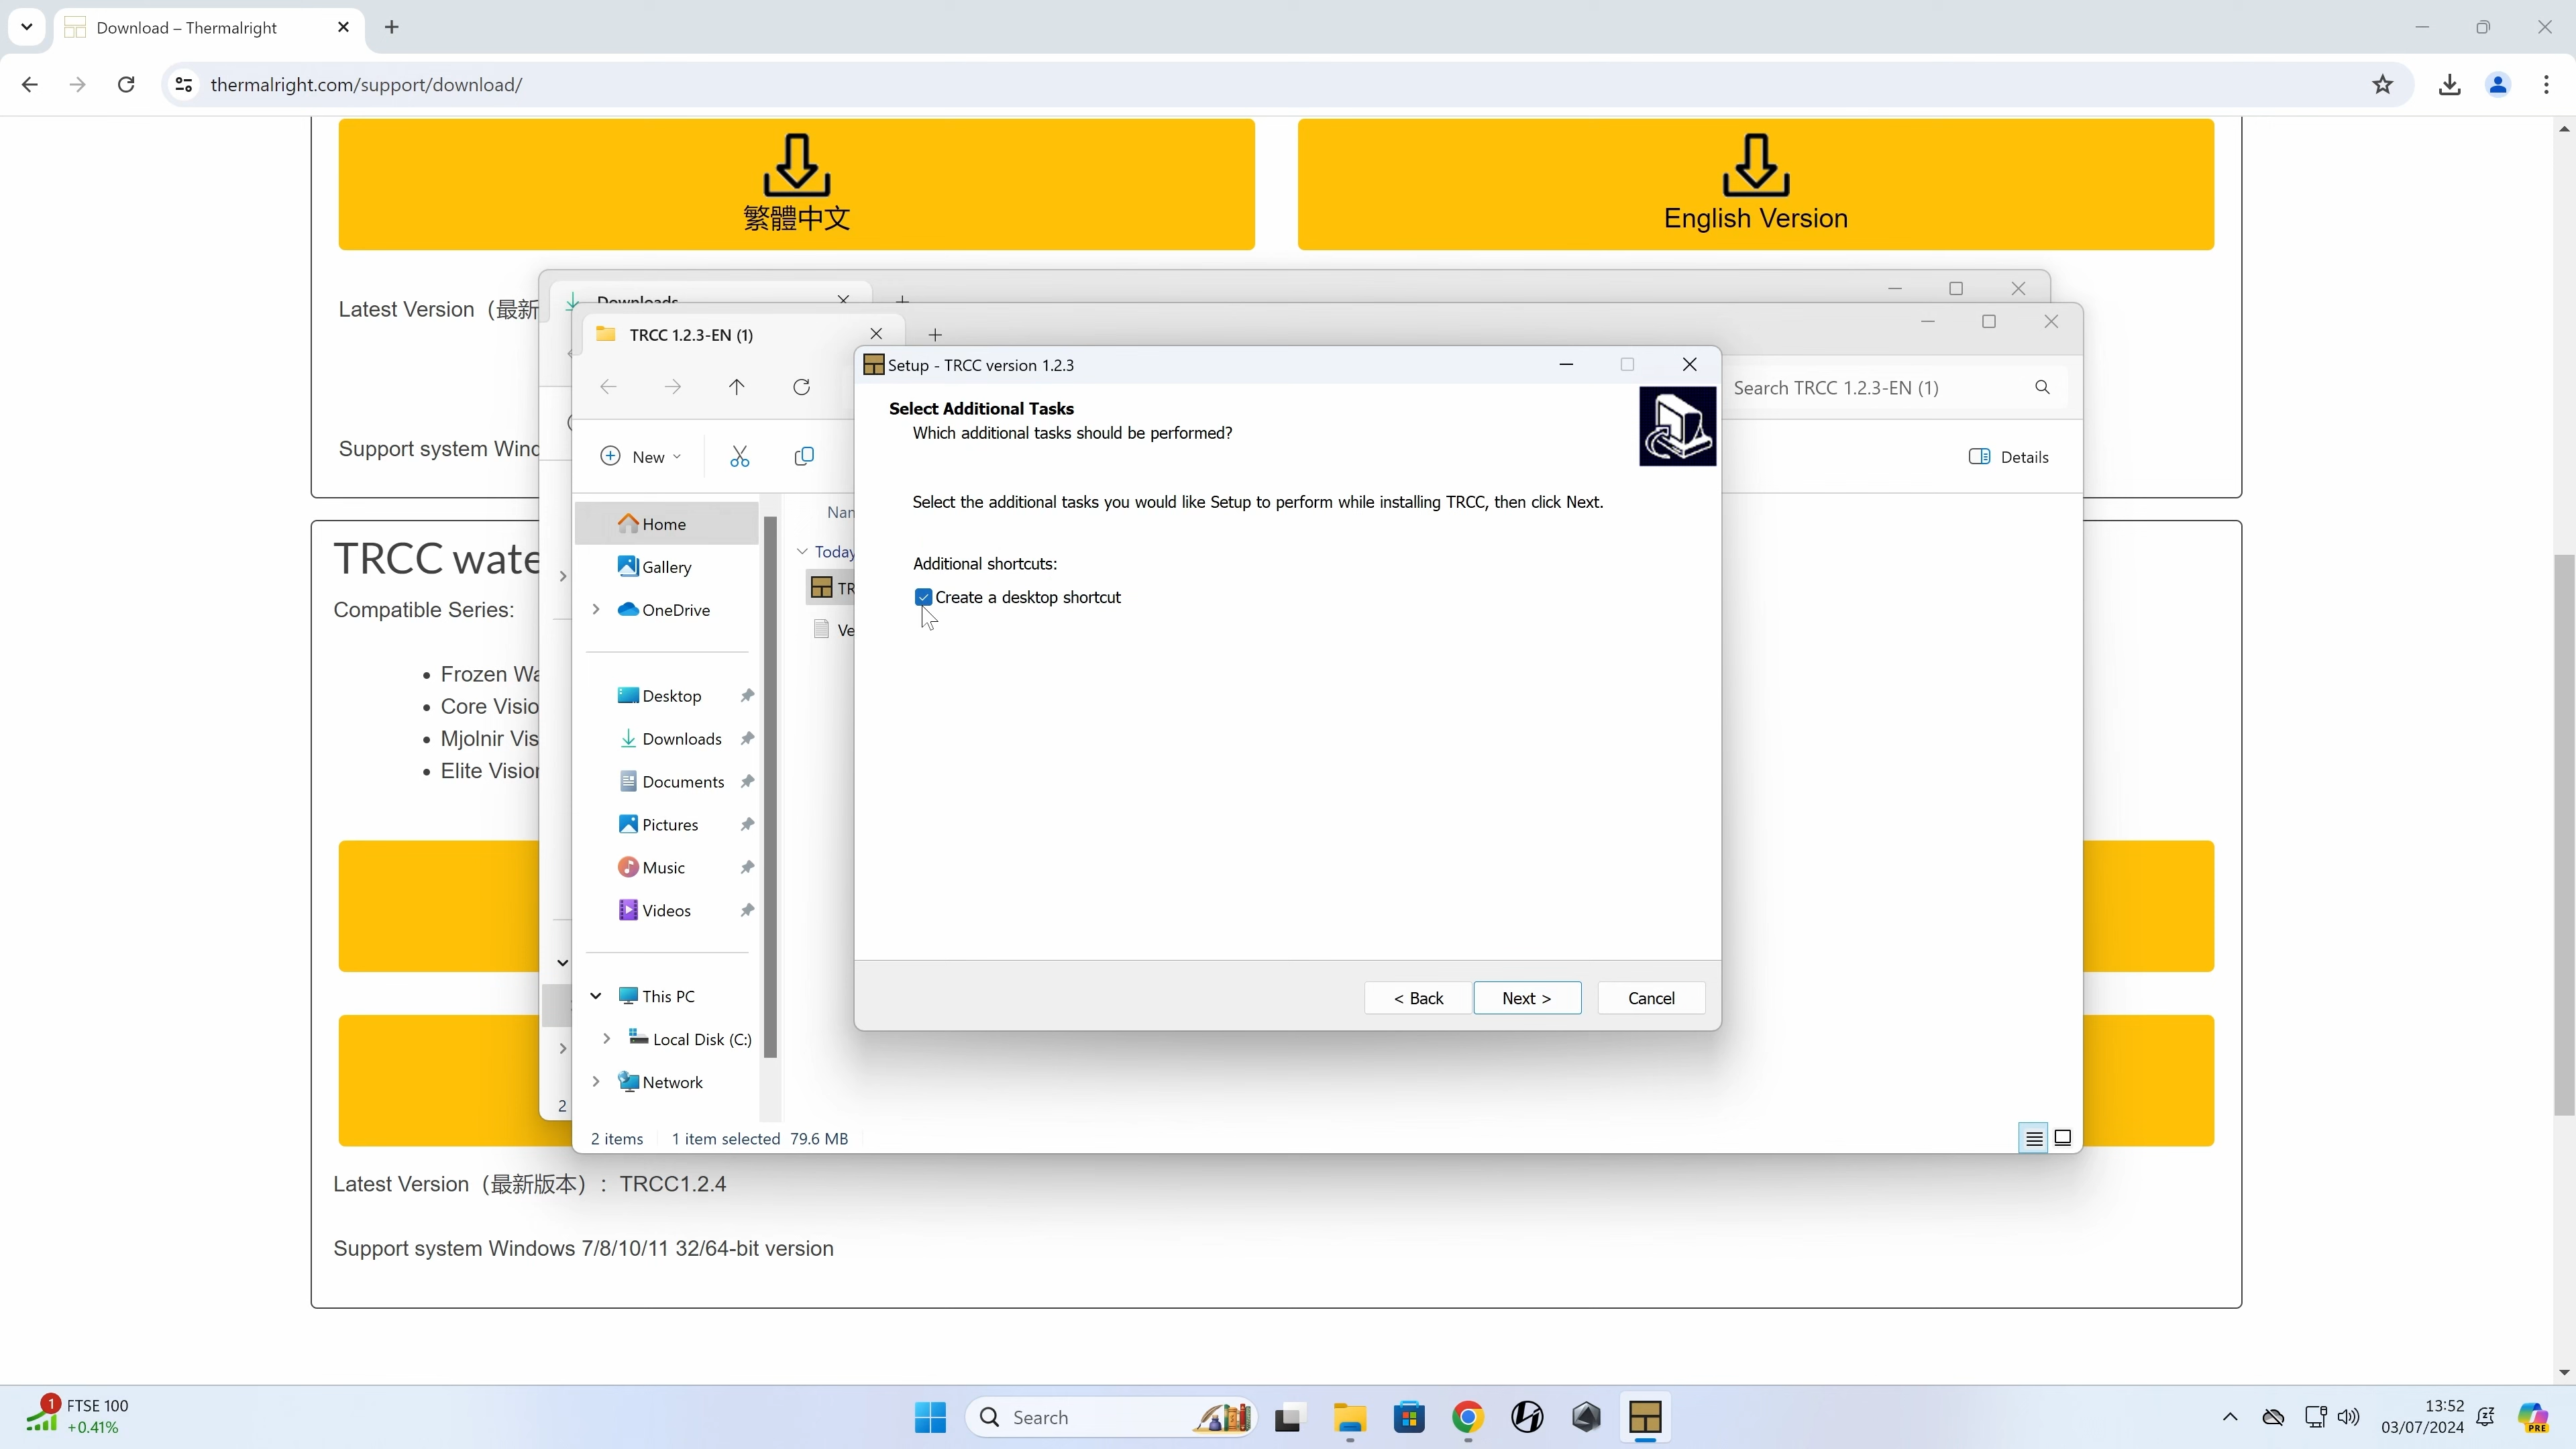 Download – Thermalright
thermalright.com/support/download/
繁體中文
English Version
Latest Version（最新
Support system Wind
Downloads
TRCC 1.2.3-EN (1)
Search TRCC 1.2.3-EN (1)
New
Details
Home
Gallery
OneDrive
Desktop
Downloads
Documents
Pictures
Music
Videos
This PC
Local Disk (C:)
Network
Nan
Today
TR
Ve
2 items 1 item selected 79.6 MB
2
Setup - TRCC version 1.2.3
Select Additional Tasks
Which additional tasks should be performed?
Select the additional tasks you would like Setup to perform while installing TRCC, then click Next.
Additional shortcuts:
Create a desktop shortcut
< Back
Next >
Cancel
TRCC wate
Compatible Series:
Frozen Wa
Core Visio
Mjolnir Vis
Elite Vision
Latest Version（最新版本）: TRCC1.2.4
Support system Windows 7/8/10/11 32/64-bit version
1
FTSE 100
+0.41%
Search
13:52
03/07/2024
PRE